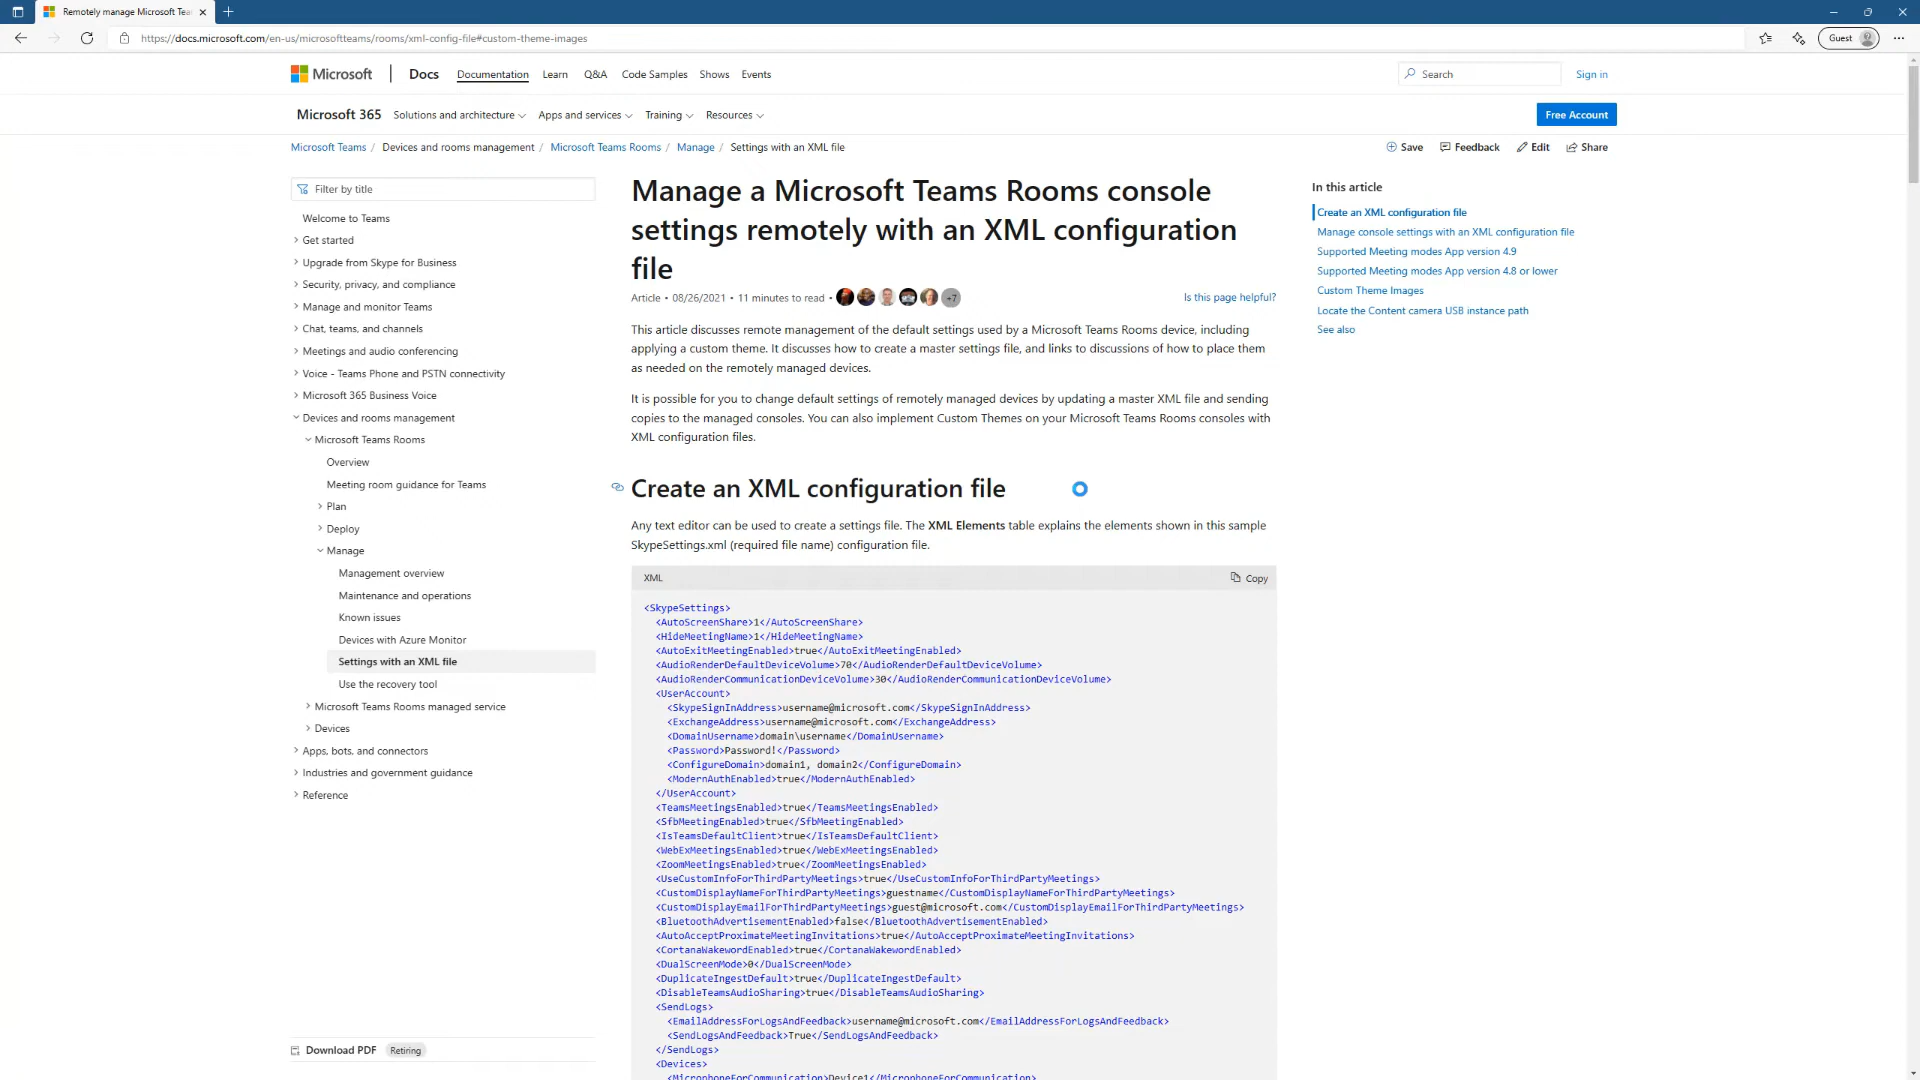 Remotely manage Microsoft Tea
https://docs.microsoft.com/en-us/microsoftteams/rooms/xml-config-file#custom-theme-images
Guest
Microsoft
Docs
Documentation
Learn
Q&A
Code Samples
Shows
Events
Search
Sign in
Microsoft 365
Solutions and architecture
Apps and services
Training
Resources
Free Account
Microsoft Teams / Devices and rooms management / Microsoft Teams Rooms / Manage / Settings with an XML file
Save
Feedback
Edit
Share
Filter by title
Welcome to Teams
Get started
Upgrade from Skype for Business
Security, privacy, and compliance
Manage and monitor Teams
Chat, teams, and channels
Meetings and audio conferencing
Voice - Teams Phone and PSTN connectivity
Microsoft 365 Business Voice
Devices and rooms management
Microsoft Teams Rooms
Overview
Meeting room guidance for Teams
Plan
Deploy
Manage
Management overview
Maintenance and operations
Known issues
Devices with Azure Monitor
Settings with an XML file
Use the recovery tool
Microsoft Teams Rooms managed service
Devices
Apps, bots, and connectors
Industries and government guidance
Reference
Download PDF
Retiring
Manage a Microsoft Teams Rooms console
settings remotely with an XML configuration
file
Article • 08/26/2021 • 11 minutes to read •
+7
Is this page helpful?
This article discusses remote management of the default settings used by a Microsoft Teams Rooms device, including
applying a custom theme. It discusses how to create a master settings file, and links to discussions of how to place them
as needed on the remotely managed devices.
It is possible for you to change default settings of remotely managed devices by updating a master XML file and sending
copies to the managed consoles. You can also implement Custom Themes on your Microsoft Teams Rooms consoles with
XML configuration files.
Create an XML configuration file
Any text editor can be used to create a settings file. The XML Elements table explains the elements shown in this sample
SkypeSettings.xml (required file name) configuration file.
XML
Copy
<SkypeSettings>
<AutoScreenShare>1</AutoScreenShare>
<HideMeetingName>1</HideMeetingName>
<AutoExitMeetingEnabled>true</AutoExitMeetingEnabled>
<AudioRenderDefaultDeviceVolume>70</AudioRenderDefaultDeviceVolume>
<AudioRenderCommunicationDeviceVolume>30</AudioRenderCommunicationDeviceVolume>
<UserAccount>
<SkypeSignInAddress>username@microsoft.com</SkypeSignInAddress>
<ExchangeAddress>username@microsoft.com</ExchangeAddress>
<DomainUsername>domain\username</DomainUsername>
<Password>Password!</Password>
<ConfigureDomain>domain1, domain2</ConfigureDomain>
<ModernAuthEnabled>true</ModernAuthEnabled>
</UserAccount>
<TeamsMeetingsEnabled>true</TeamsMeetingsEnabled>
<SfbMeetingEnabled>true</SfbMeetingEnabled>
<IsTeamsDefaultClient>true</IsTeamsDefaultClient>
<WebExMeetingsEnabled>true</WebExMeetingsEnabled>
<ZoomMeetingsEnabled>true</ZoomMeetingsEnabled>
<UseCustomInfoForThirdPartyMeetings>true</UseCustomInfoForThirdPartyMeetings>
<CustomDisplayNameForThirdPartyMeetings>guestname</CustomDisplayNameForThirdPartyMeetings>
<CustomDisplayEmailForThirdPartyMeetings>guest@microsoft.com</CustomDisplayEmailForThirdPartyMeetings>
<BluetoothAdvertisementEnabled>false</BluetoothAdvertisementEnabled>
<AutoAcceptProximateMeetingInvitations>true</AutoAcceptProximateMeetingInvitations>
<CortanaWakewordEnabled>true</CortanaWakewordEnabled>
<DualScreenMode>0</DualScreenMode>
<DuplicateIngestDefault>true</DuplicateIngestDefault>
<DisableTeamsAudioSharing>true</DisableTeamsAudioSharing>
<SendLogs>
<EmailAddressForLogsAndFeedback>username@microsoft.com</EmailAddressForLogsAndFeedback>
<SendLogsAndFeedback>True</SendLogsAndFeedback>
</SendLogs>
<Devices>
<MicrophoneForCommunication>Device1</MicrophoneForCommunication>
In this article
Create an XML configuration file
Manage console settings with an XML configuration file
Supported Meeting modes App version 4.9
Supported Meeting modes App version 4.8 or lower
Custom Theme Images
Locate the Content camera USB instance path
See also